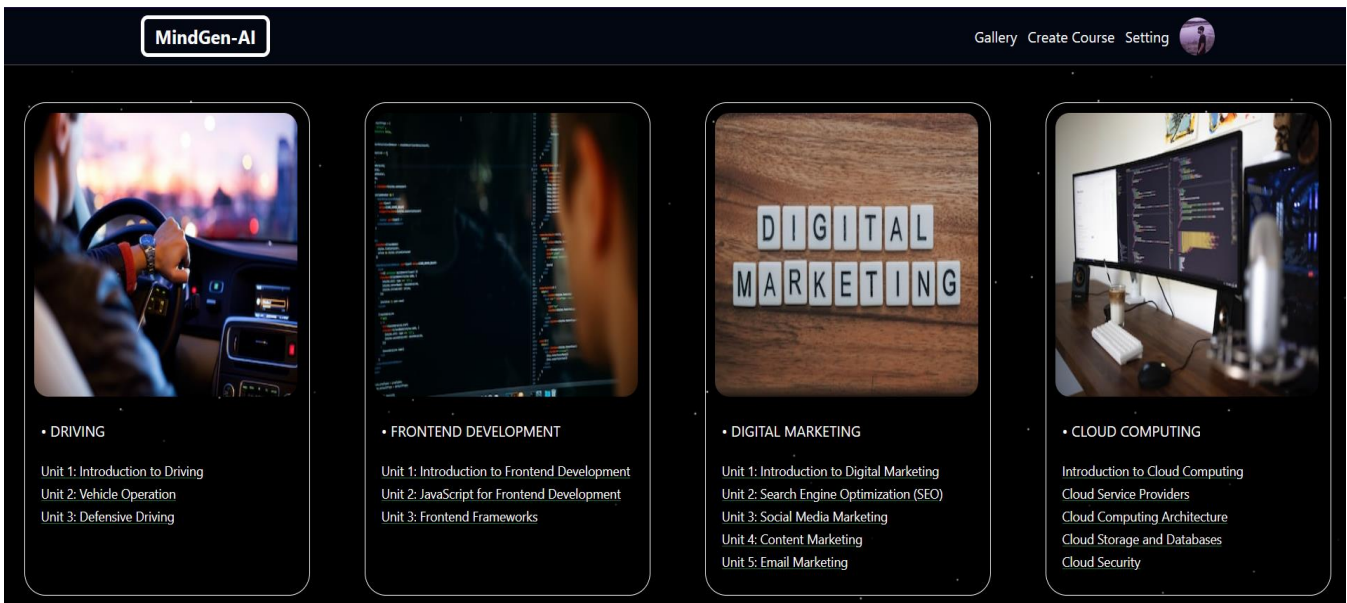 MindGen-AI
Gallery Create Course Setting
DIGITAL
MARKETING
• DRIVING
Unit 1: Introduction to Driving
Unit 2: Vehicle Operation
Unit 3: Defensive Driving
• FRONTEND DEVELOPMENT
Unit 1: Introduction to Frontend Development
Unit 2: JavaScript for Frontend Development
Unit 3: Frontend Frameworks
• DIGITAL MARKETING
Unit 1: Introduction to Digital Marketing
Unit 2: Search Engine Optimization (SEO)
Unit 3: Social Media Marketing
Unit 4: Content Marketing
Unit 5: Email Marketing
• CLOUD COMPUTING
Introduction to Cloud Computing
Cloud Service Providers
Cloud Computing Architecture
Cloud Storage and Databases
Cloud Security